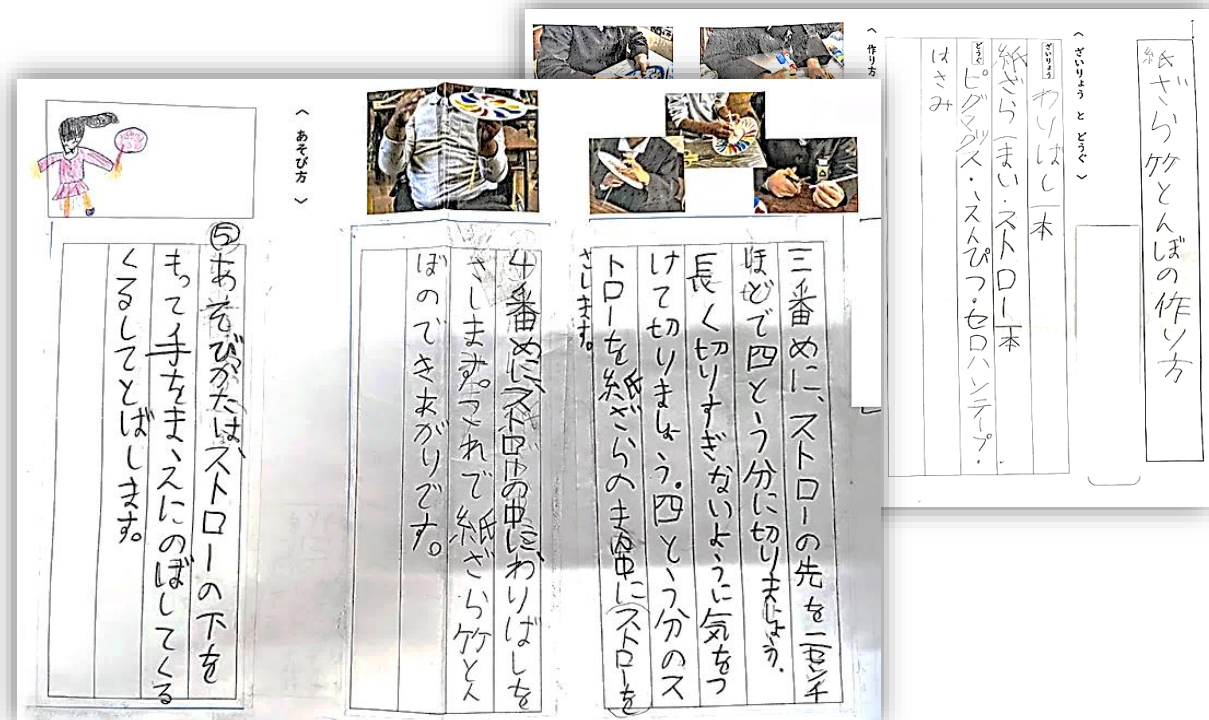 紙ざら竹とんぼの作り方
〈 ざいりょう と どうぐ 〉
ざいりょう わりばし一本
紙ざら一まい・ストロー一本
どうぐ ピグマックス・えんぴつ・セロハンテープ・
はさみ
〈 作り方
三番めに、ストローの先を一センチ
ほどで四とう分に切りましょう。
長く切りすぎないように気をつ
けて切りましょう。四とう分のス
トローを紙ざらのまん中にストローを
さします。
4番めに、ストローの中に、わりばしを
さします。これで紙ざら竹とん
ぼのできあがりです。
〈 あそび方 〉
⑤あそびかたは、ストローの下を
もって手をまえにのばしてくる
くるしてとばします。